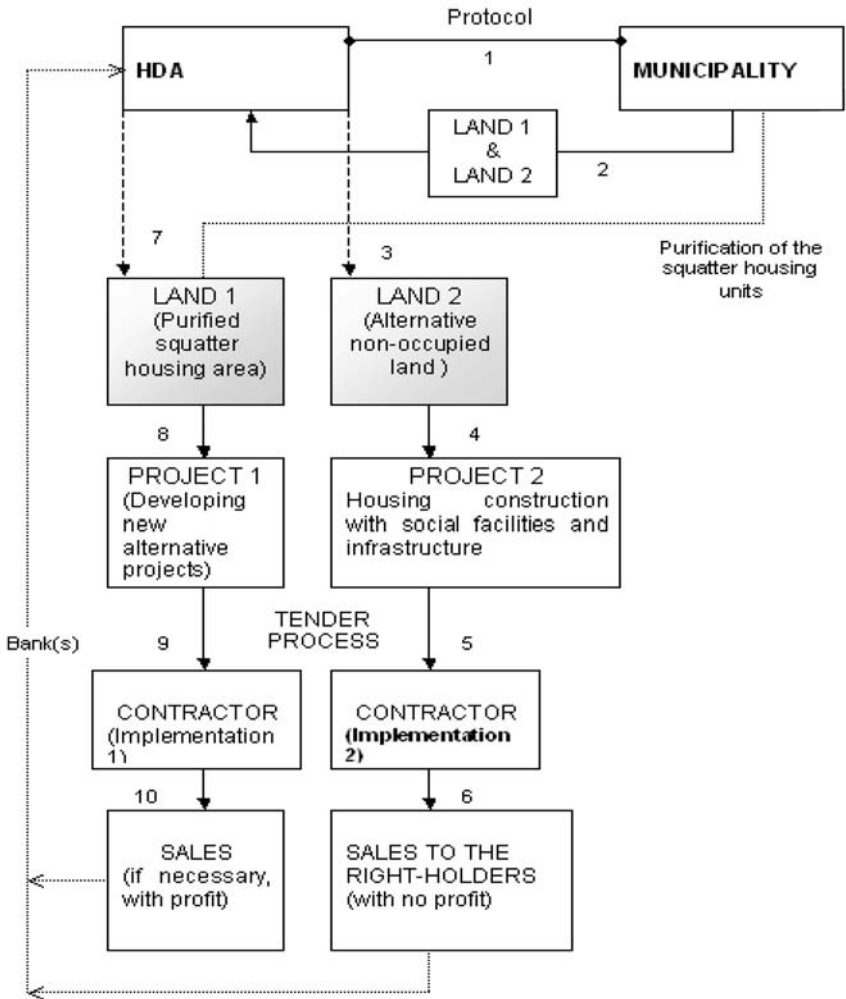 Protocol
1
HDA
MUNICIPALITY
LAND 1
&
LAND 2
2
7
3
Purification of the
squatter housing
units
LAND 1
(Purified
squatter
housing area)
LAND 2
(Alternative
non-occupied
land )
8
4
PROJECT 1
(Developing
new
alternative
projects)
PROJECT 2
Housing construction
with social facilities and
infrastructure
TENDER
PROCESS
Bank(s)
9
5
CONTRACTOR
(Implementation
1)
CONTRACTOR
(Implementation
2)
10
6
SALES
(if necessary,
with profit)
SALES TO THE
RIGHT-HOLDERS
(with no profit)